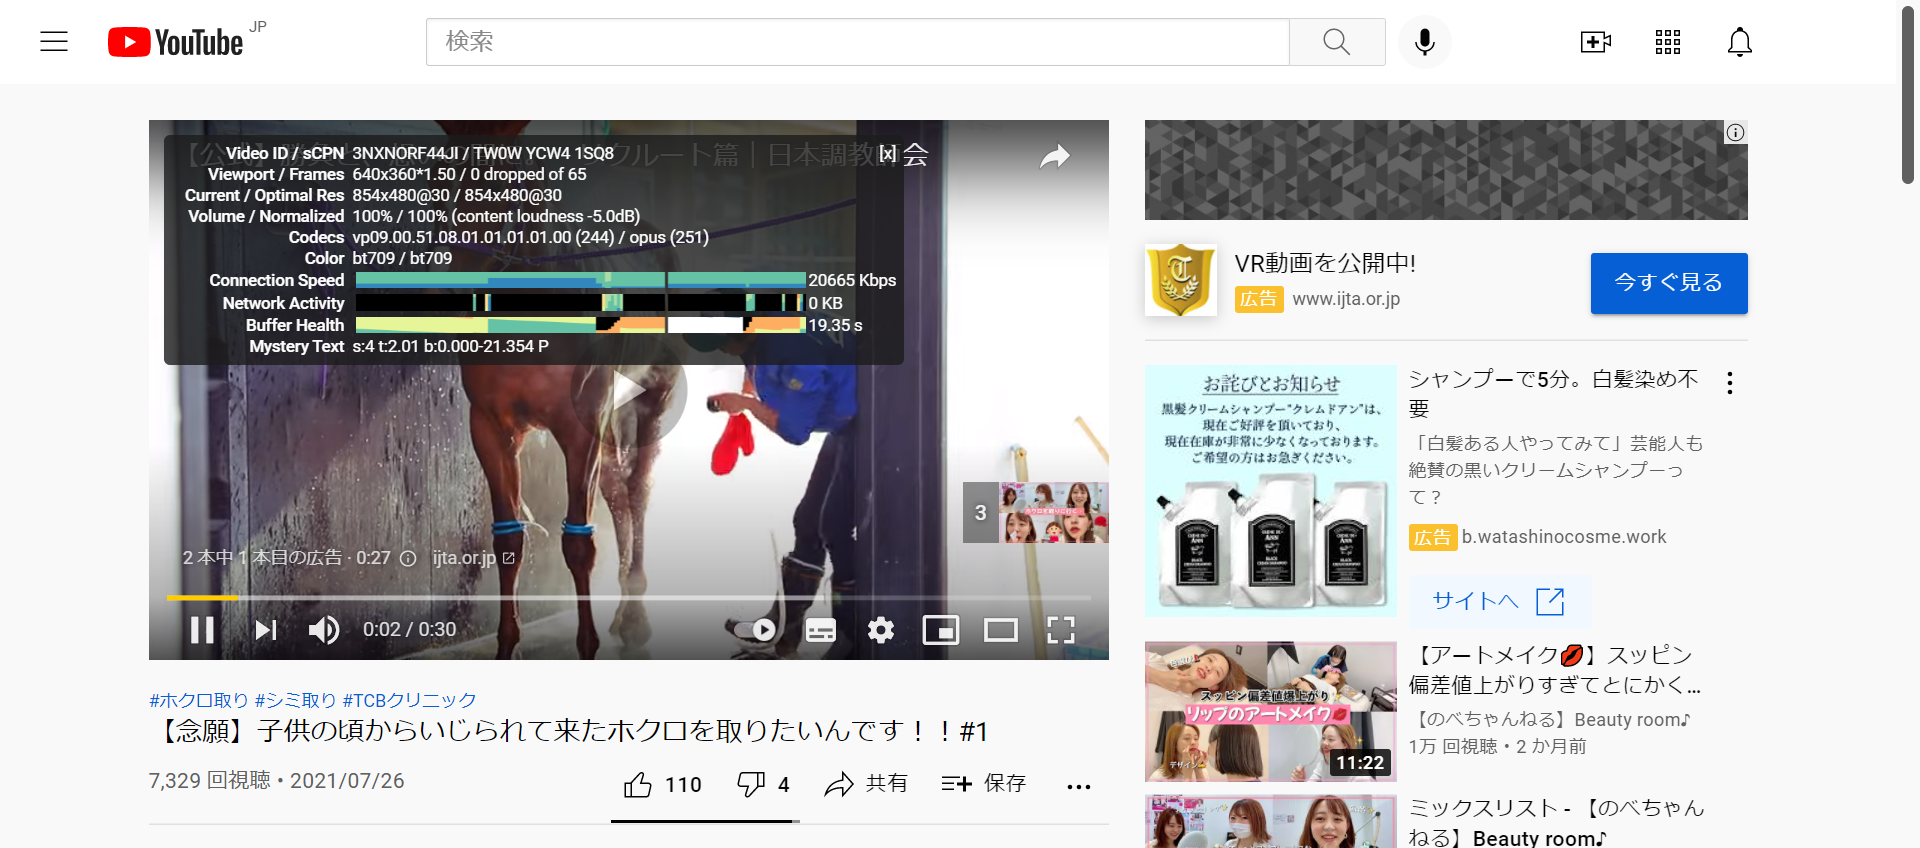 YouTube JP
検索
Video ID / sCPN 3NXNORF44JI / TW0W YCW4 1SQ8 [x] 会
Viewport / Frames 640x360*1.50 / 0 dropped of 65
Current / Optimal Res 854x480@30 / 854x480@30
Volume / Normalized 100% / 100% (content loudness -5.0dB)
Codecs vp09.00.51.08.01.01.01.01.00 (244) / opus (251)
Color bt709 / bt709
Connection Speed 20665 Kbps
Network Activity 0 KB
Buffer Health 19.35 s
Mystery Text s:4 t:2.01 b:0.000-21.354 P
3
2 本中 1 本目の広告 · 0:27 ijta.or.jp
0:02 / 0:30
#ホクロ取り #シミ取り #TCBクリニック
【念願】子供の頃からいじられて来たホクロを取りたいんです！！#1
7,329 回視聴・2021/07/26
110 4 共有 保存
VR動画を公開中!
広告 www.ijta.or.jp
今すぐ見る
お詫びとお知らせ
黒髪クリームシャンプー"クレムドアン"は、
現在ご好評を頂いており、
現在在庫が非常に少なくなっております。
ご希望の方はお急ぎください。
シャンプーで5分。白髪染め不
要
「白髪ある人やってみて」芸能人も
絶賛の黒いクリームシャンプーっ
て？
広告 b.watashinocosme.work
サイトへ
スッピン偏差値爆上がり
リップのアートメイク💋
デザイン
11:22
【アートメイク💋】スッピン
偏差値上がりすぎてとにかく...
【のべちゃんねる】Beauty room♪
1万 回視聴・2 か月前
ミックスリスト - 【のべちゃん
ねる】Beauty room♪